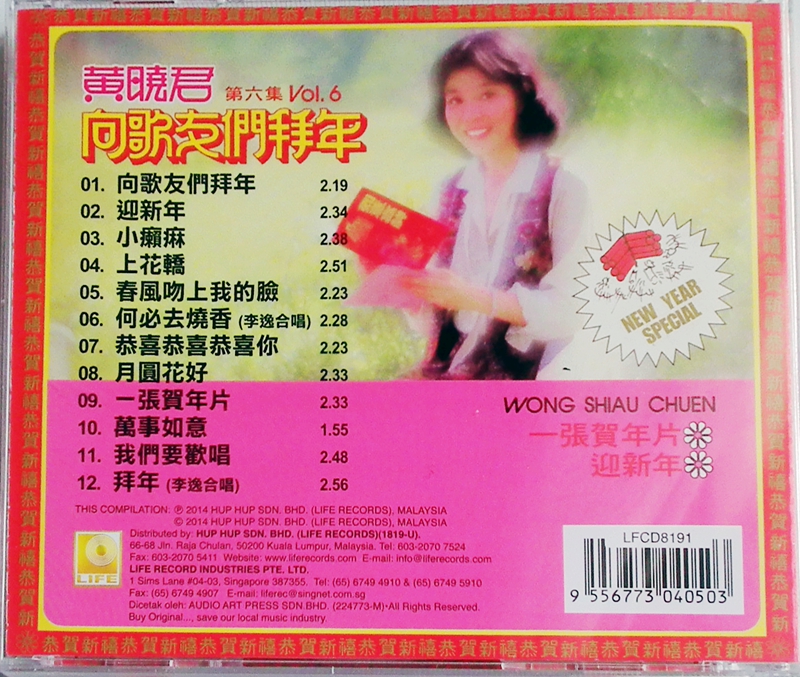 恭賀新禧恭賀新禧恭賀新禧恭賀新禧恭賀新禧恭賀新禧
黃曉君 第六集 Vol.6
向歌友們拜年
01. 向歌友們拜年 2.19
02. 迎新年 2.34
03. 小癩痳 2.38
04. 上花轎 2.51
05. 春風吻上我的臉 2.23
06. 何必去燒香 (李逸合唱) 2.28
07. 恭喜恭喜恭喜你 2.23
08. 月圓花好 2.33
09. 一張賀年片 2.33
10. 萬事如意 1.55
11. 我們要歡唱 2.48
12. 拜年 (李逸合唱) 2.56
NEW YEAR
SPECIAL
WONG SHIAU CHUEN
一張賀年片
迎新年
THIS COMPILATION: ℗ 2014 HUP HUP SDN. BHD. (LIFE RECORDS), MALAYSIA
© 2014 HUP HUP SDN. BHD. (LIFE RECORDS), MALAYSIA
LIFE
Distributed by: HUP HUP SDN. BHD. (LIFE RECORDS)(1819-U).
66-68 Jln. Raja Chulan, 50200 Kuala Lumpur, Malaysia. Tel: 603-2070 7524
Fax: 603-2070 5411 Website: www.liferecords.com E-mail: info@liferecords.com
LIFE RECORD INDUSTRIES PTE. LTD.
1 Sims Lane #04-03, Singapore 387355. Tel: (65) 6749 4910 & (65) 6749 5910
Fax: (65) 6749 4907 E-mail: liferec@singnet.com.sg
Dicetak oleh: AUDIO ART PRESS SDN.BHD. (224773-M)•All Rights Reserved.
Buy Original..., save our local music industry.
LFCD8191
9 556773 040503